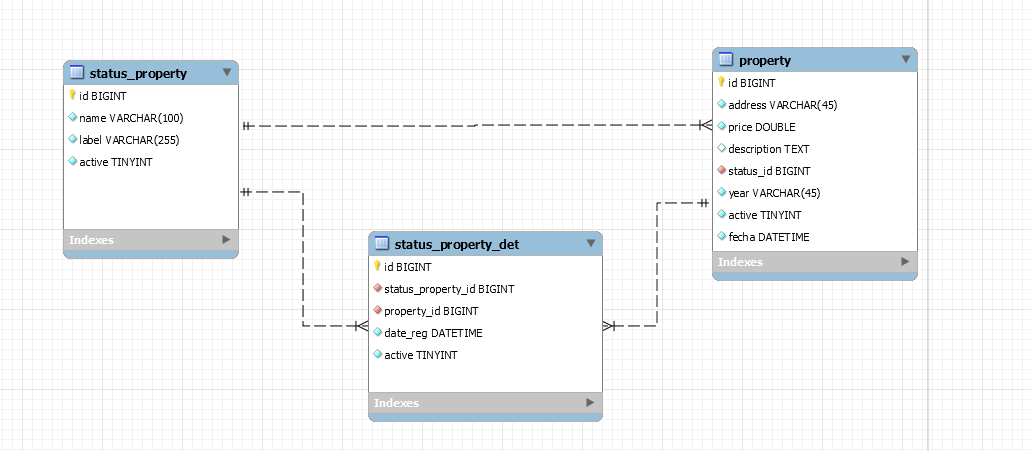 status_property
id BIGINT
name VARCHAR(100)
label VARCHAR(255)
active TINYINT
Indexes
property
id BIGINT
address VARCHAR(45)
price DOUBLE
description TEXT
status_id BIGINT
year VARCHAR(45)
active TINYINT
fecha DATETIME
Indexes
status_property_det
id BIGINT
status_property_id BIGINT
property_id BIGINT
date_reg DATETIME
active TINYINT
Indexes